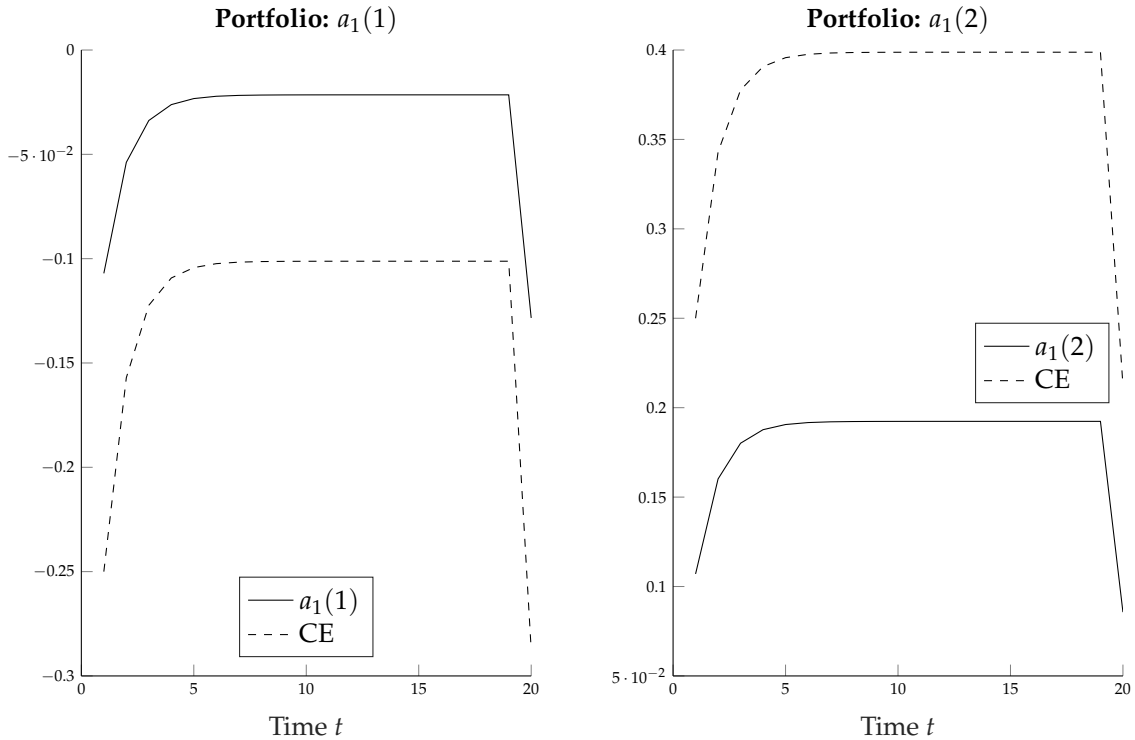 Portfolio: a₁(1)
0
−5 · 10⁻²
−0.1
−0.15
−0.2
−0.25
−0.3
0 5 10 15 20
Time t
a₁(1)
CE
Portfolio: a₁(2)
0.4
0.35
0.3
0.25
0.2
0.15
0.1
5 · 10⁻²
0 5 10 15 20
Time t
a₁(2)
CE